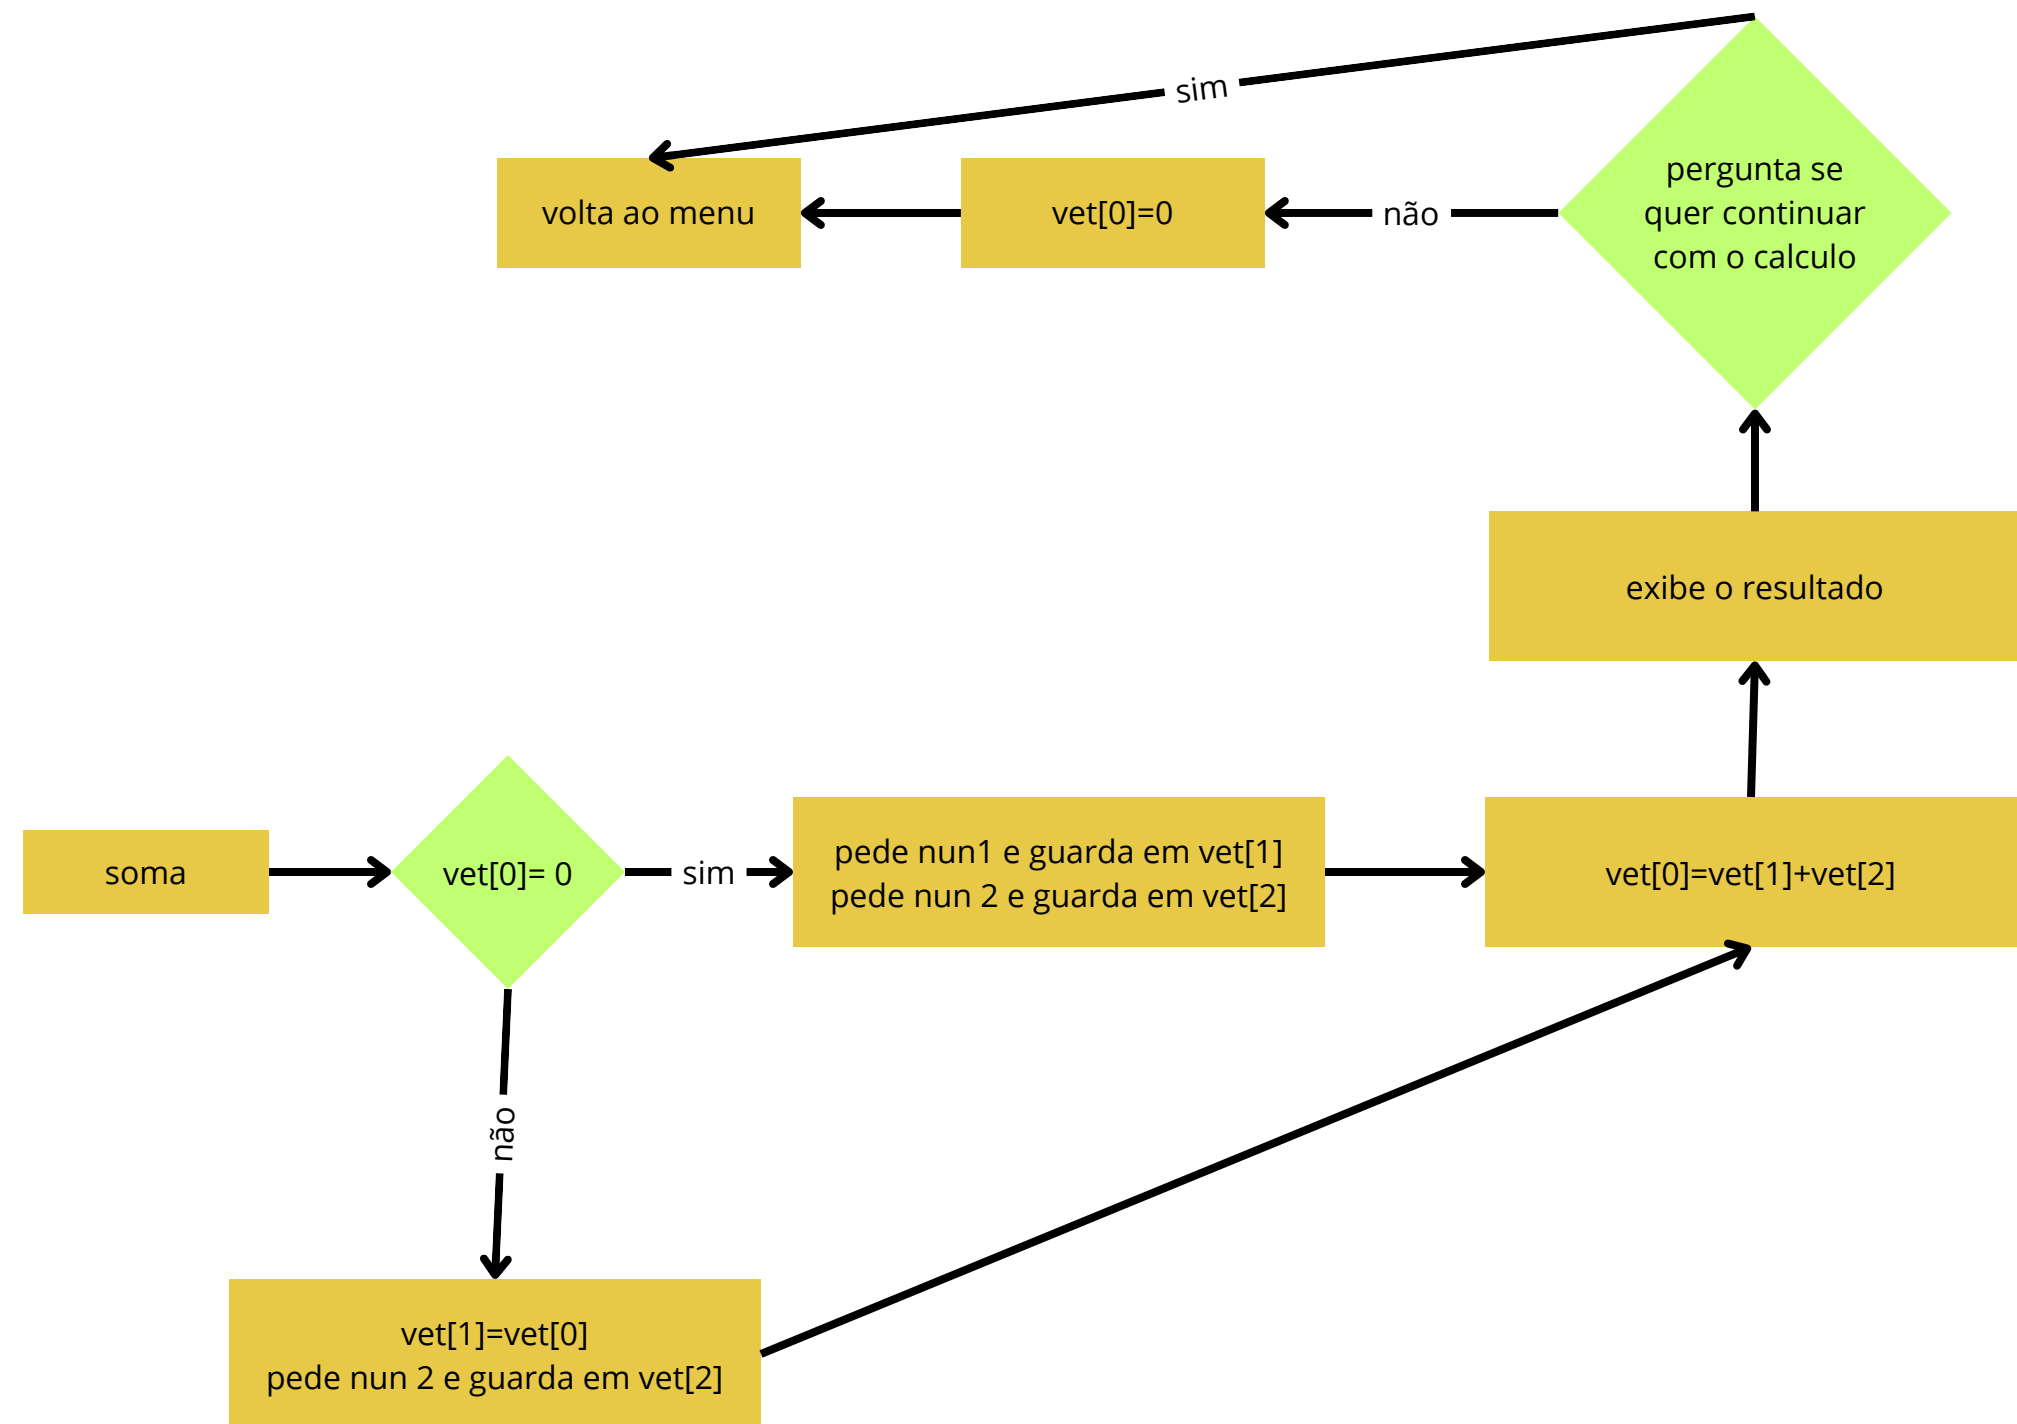 sim
volta ao menu
vet[0]=0
não
pergunta se
quer continuar
com o calculo
exibe o resultado
soma
vet[0]= 0
sim
pede nun1 e guarda em vet[1]
pede nun 2 e guarda em vet[2]
vet[0]=vet[1]+vet[2]
não
vet[1]=vet[0]
pede nun 2 e guarda em vet[2]